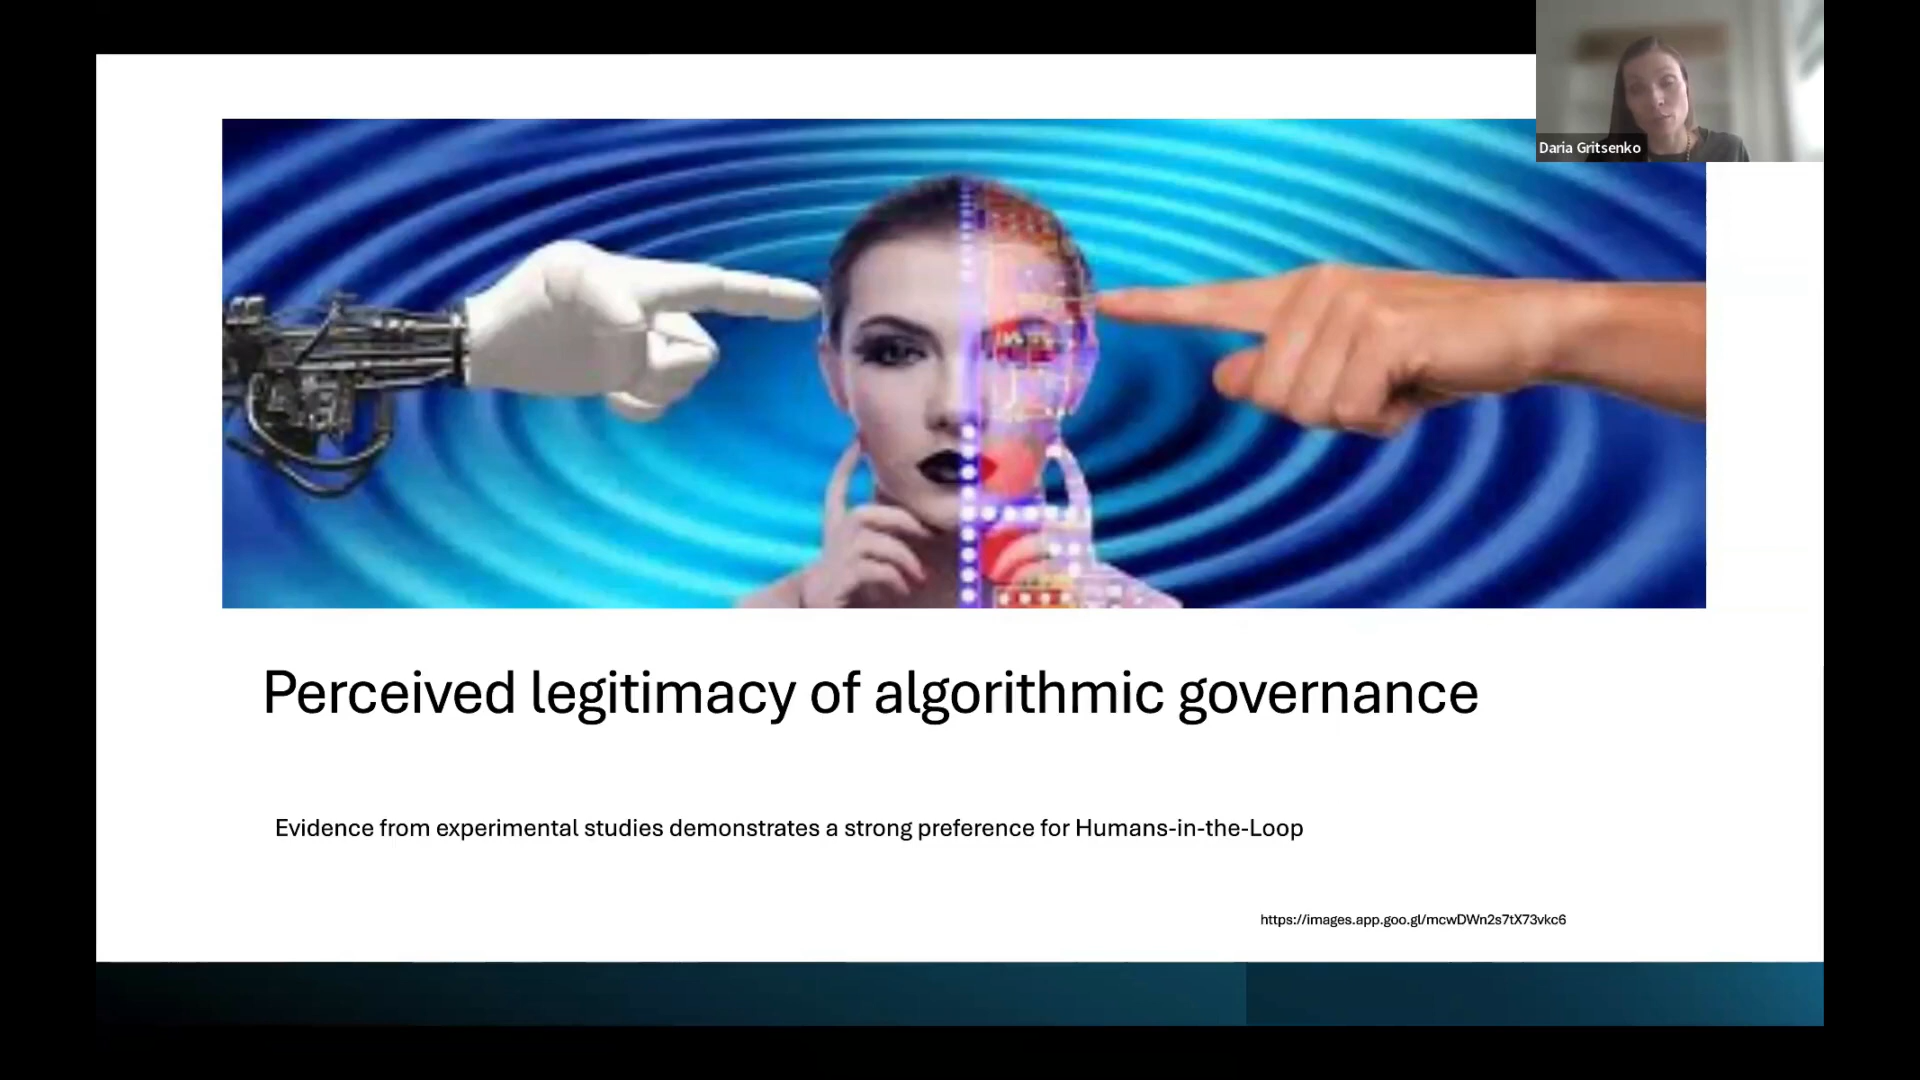 Daria Gritsenko
Perceived legitimacy of algorithmic governance
Evidence from experimental studies demonstrates a strong preference for Humans-in-the-Loop
https://images.app.goo.gl/mcwDWn2s7tX73vkc6